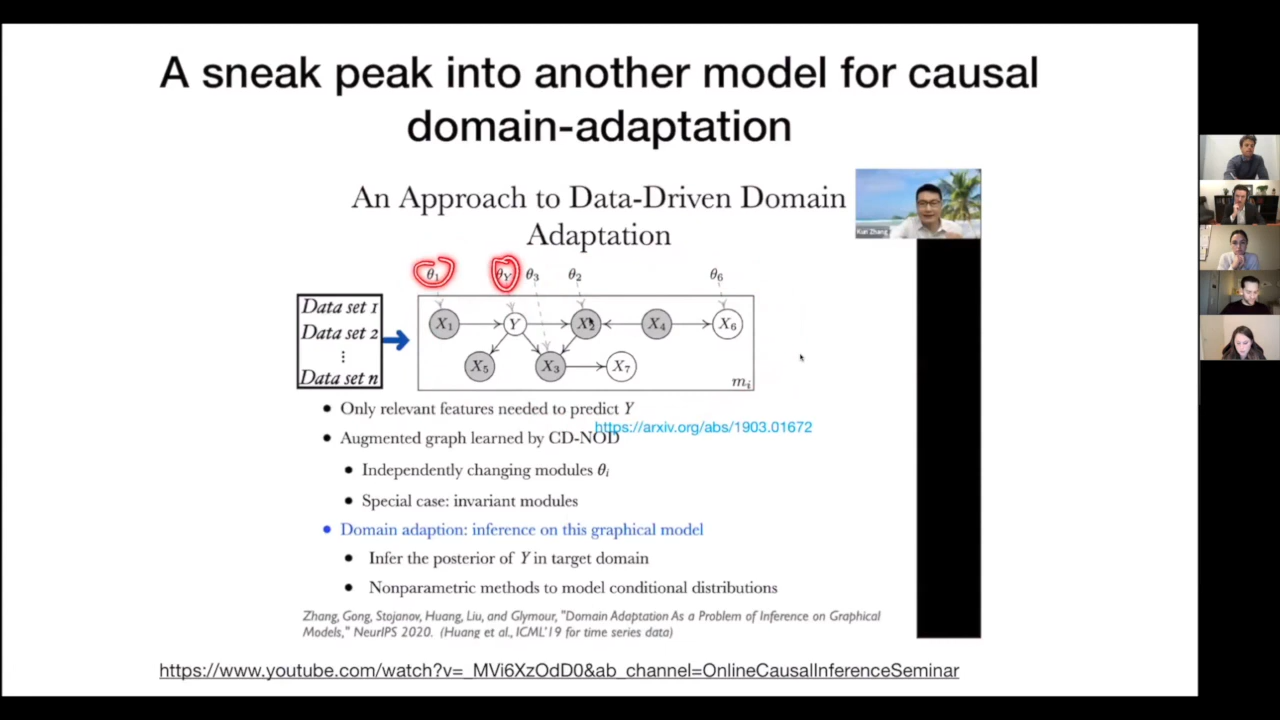 A sneak peak into another model for causal
domain-adaptation
An Approach to Data-Driven Domain
Adaptation
Kun Zhang
θ1 θY θ3 θ2 θ6
Data set 1
Data set 2
⋮
Data set n
X1 Y X2 X4 X6
X5 X3 X7
mi
• Only relevant features needed to predict Y
https://arxiv.org/abs/1903.01672
• Augmented graph learned by CD-NOD
• Independently changing modules θi
• Special case: invariant modules
• Domain adaption: inference on this graphical model
• Infer the posterior of Y in target domain
• Nonparametric methods to model conditional distributions
Zhang, Gong, Stojanov, Huang, Liu, and Glymour, "Domain Adaptation As a Problem of Inference on Graphical
Models," NeurIPS 2020. (Huang et al., ICML'19 for time series data)
https://www.youtube.com/watch?v=_MVi6XzOdD0&ab_channel=OnlineCausalInferenceSeminar